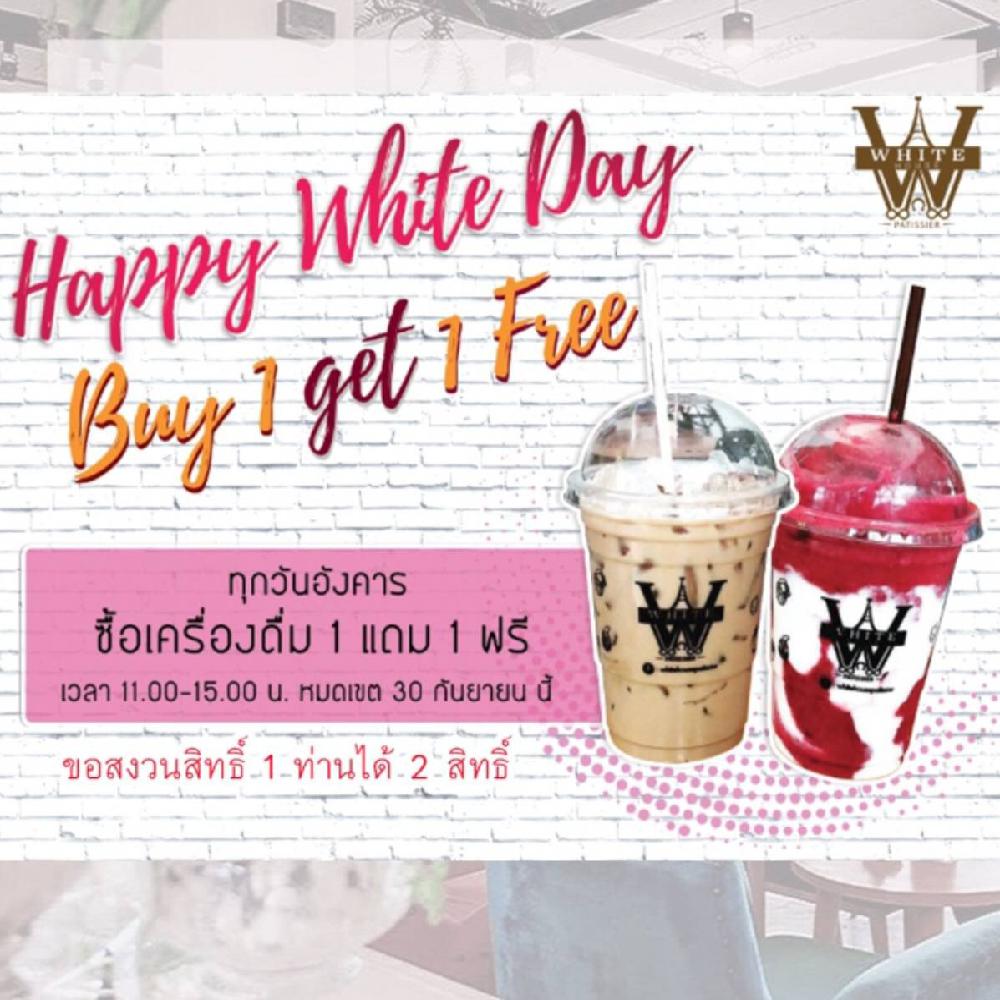 Happy White Day
Buy 1 get 1 Free
WHITE
PATISSIER
ทุกวันอังคาร
ซื้อเครื่องดื่ม 1 แถม 1 ฟรี
เวลา 11.00-15.00 น. หมดเขต 30 กันยายน นี้
ขอสงวนสิทธิ์ 1 ท่านได้ 2 สิทธิ์
WHITE
WHITE